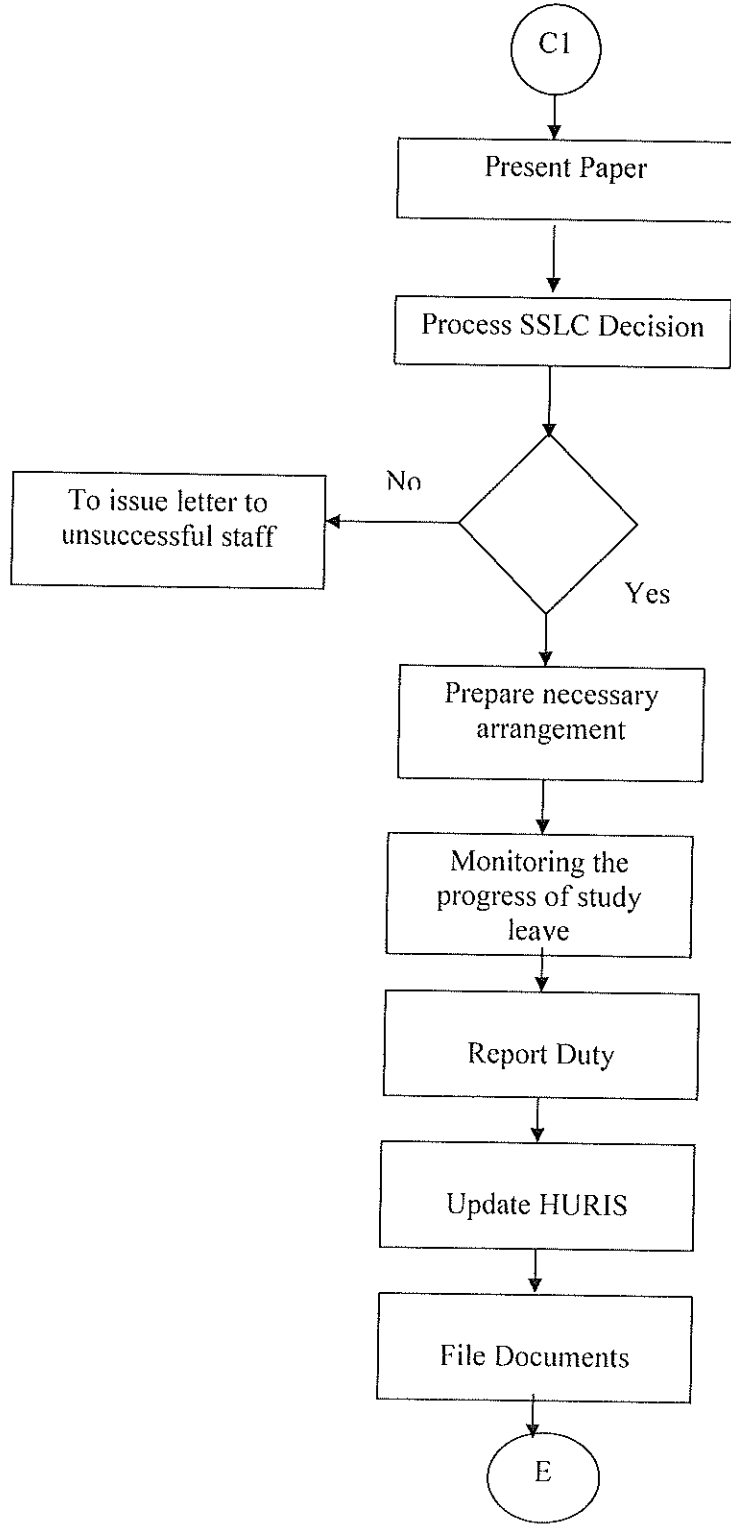 C1
Present Paper
Process SSLC Decision
No
To issue letter to
unsuccessful staff
Yes
Prepare necessary
arrangement
Monitoring the
progress of study
leave
Report Duty
Update HURIS
File Documents
E